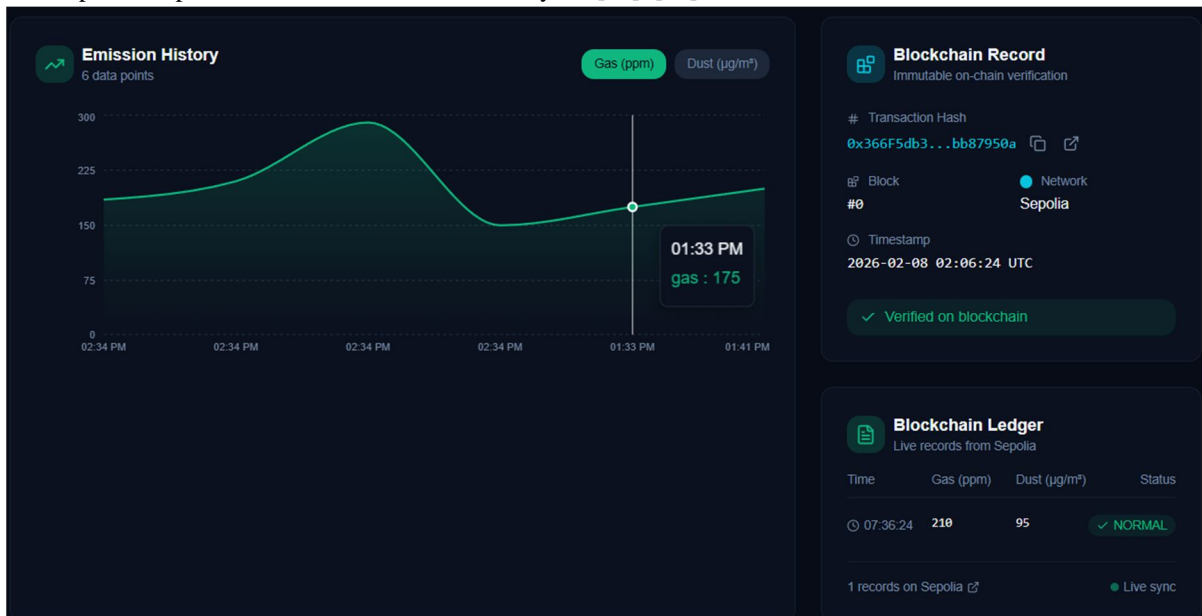 Emission History
6 data points
Gas (ppm)
Dust (µg/m³)
300
225
150
75
0
01:33 PM
gas : 175
02:34 PM
02:34 PM
02:34 PM
02:34 PM
01:33 PM
01:41 PM
Blockchain Record
Immutable on-chain verification
# Transaction Hash
0x366F5db3...bb87950a
Block
Network
#0
Sepolia
Timestamp
2026-02-08 02:06:24 UTC
Verified on blockchain
Blockchain Ledger
Live records from Sepolia
Time Gas (ppm) Dust (µg/m³) Status
07:36:24 210 95 NORMAL
1 records on Sepolia
Live sync